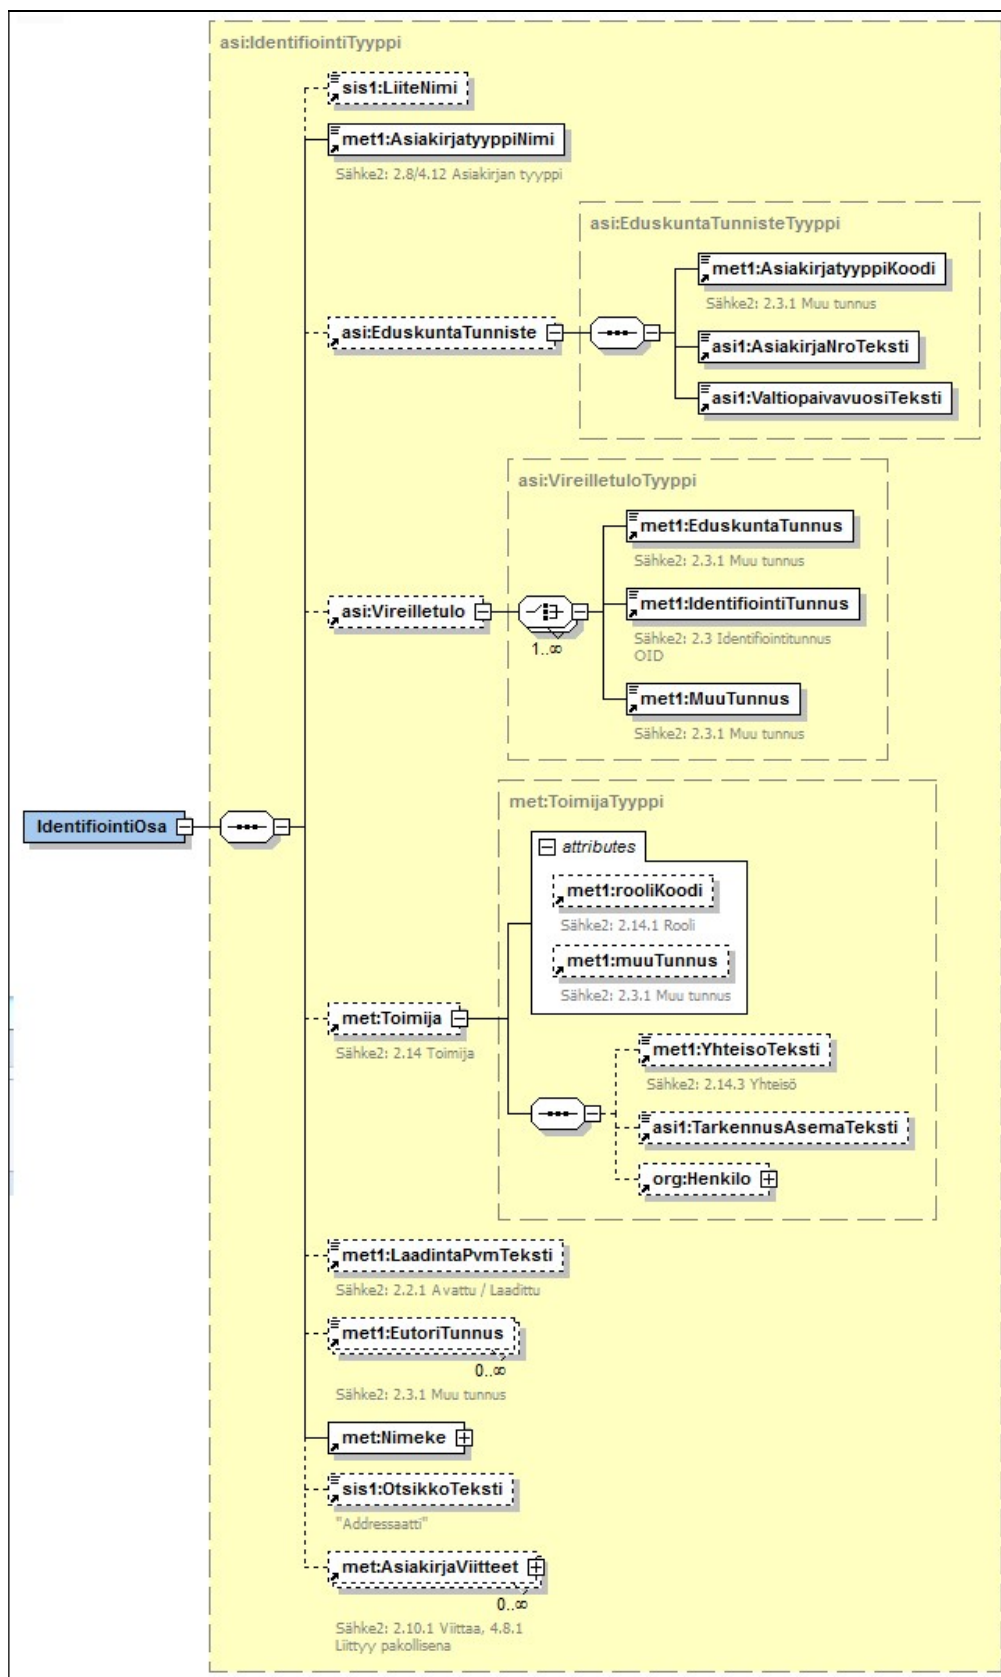 asi:IdentifiointiTyyppi
sis1:LiiteNimi
met1:AsiakirjatyyppiNimi
Sähke2: 2.8/4.12 Asiakirjan tyyppi
asi:EduskuntaTunnisteTyyppi
met1:AsiakirjatyyppiKoodi
Sähke2: 2.3.1 Muu tunnus
asi:EduskuntaTunniste
asi1:AsiakirjaNroTeksti
asi1:ValtiopaivavuosiTeksti
asi:VireilletuloTyyppi
met1:EduskuntaTunnus
Sähke2: 2.3.1 Muu tunnus
asi:Vireilletulo
1..∞
met1:IdentifiointiTunnus
Sähke2: 2.3 Identifiointitunnus
OID
met1:MuuTunnus
Sähke2: 2.3.1 Muu tunnus
IdentifiointiOsa
met:ToimijaTyyppi
attributes
met1:rooliKoodi
Sähke2: 2.14.1 Rooli
met1:muuTunnus
Sähke2: 2.3.1 Muu tunnus
met:Toimija
Sähke2: 2.14 Toimija
met1:YhteisoTeksti
Sähke2: 2.14.3 Yhteisö
asi1:TarkennusAsemaTeksti
org:Henkilo
met1:LaadintaPvmTeksti
Sähke2: 2.2.1 Avattu / Laadittu
met1:EutoriTunnus
0..∞
Sähke2: 2.3.1 Muu tunnus
met:Nimeke
sis1:OtsikkoTeksti
"Addressaatti"
met:AsiakirjaViitteet
0..∞
Sähke2: 2.10.1 Viittaa, 4.8.1
Liittyy pakollisena